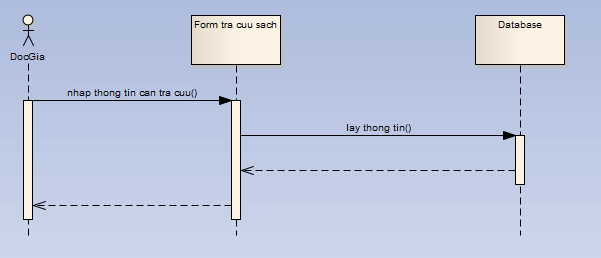 Form tra cuu sach
Database
DocGia
nhap thong tin can tra cuu()
lay thong tin()